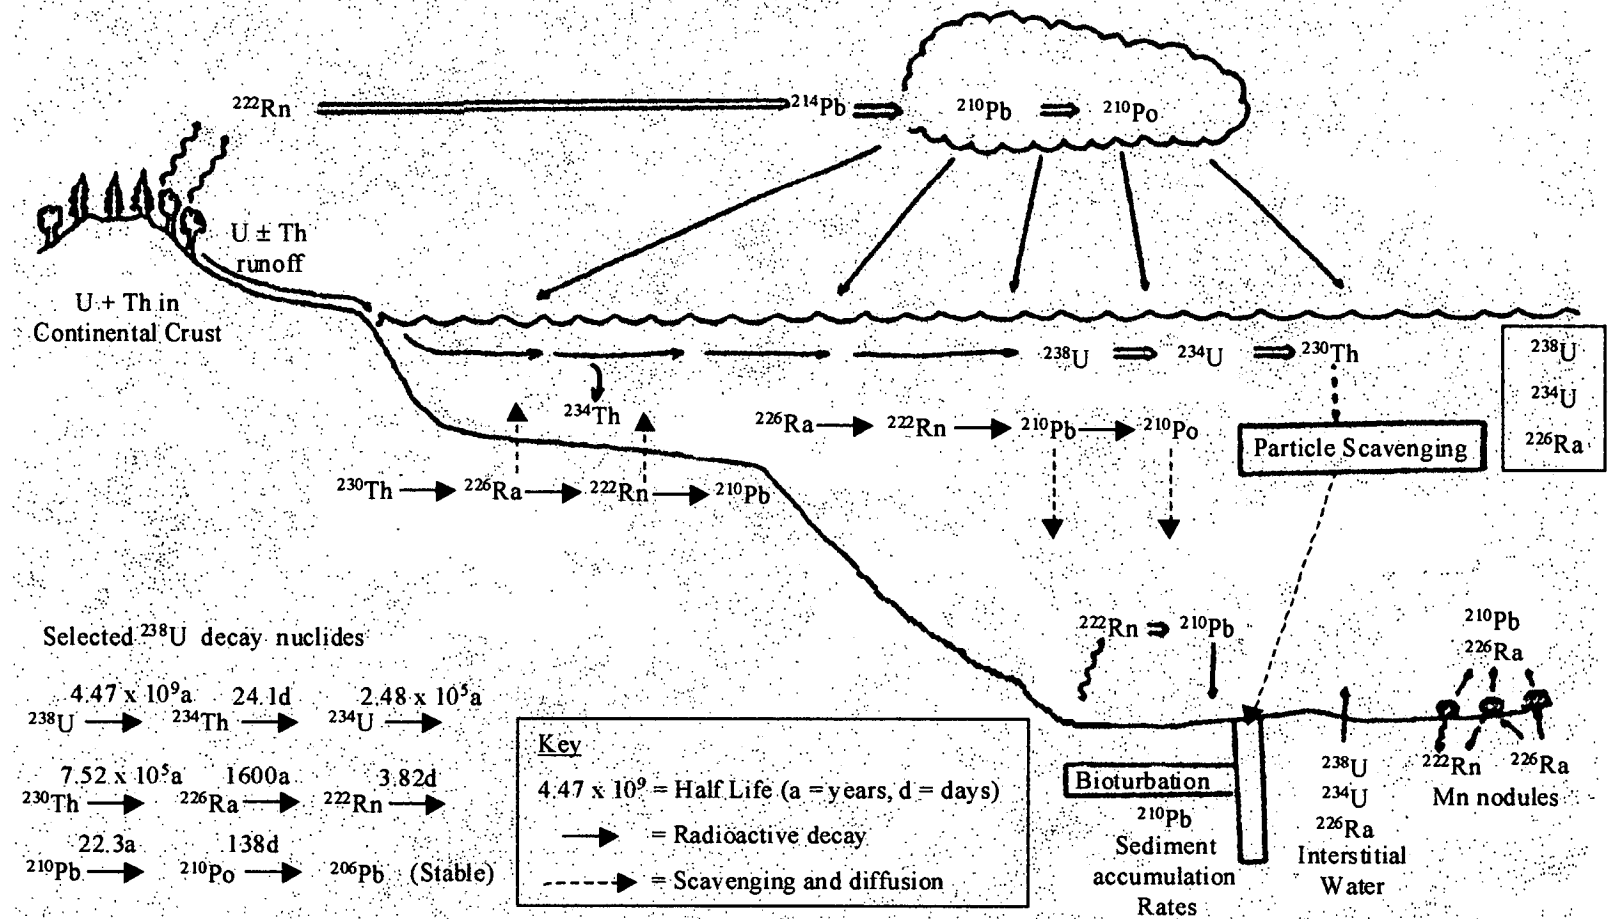 ²²²Rn ²¹⁴Pb ²¹⁰Pb ²¹⁰Po
U ± Th
runoff
U + Th in
Continental Crust
²³⁸U ²³⁴U ²³⁰Th
²³⁸U
²³⁴U
²²⁶Ra
²³⁴Th
²²⁶Ra ²²²Rn ²¹⁰Pb ²¹⁰Po
Particle Scavenging
²³⁰Th ²²⁶Ra ²²²Rn ²¹⁰Pb
²²²Rn ²¹⁰Pb
²¹⁰Pb
²²⁶Ra
Selected ²³⁸U decay nuclides
4.47 x 10⁹a 24.1d 2.48 x 10⁵a
²³⁸U ²³⁴Th ²³⁴U
7.52 x 10⁵a 1600a 3.82d
²³⁰Th ²²⁶Ra ²²²Rn
22.3a 138d
²¹⁰Pb ²¹⁰Po ²⁰⁶Pb (Stable)
Key
4.47 x 10⁹ = Half Life (a = years, d = days)
= Radioactive decay
= Scavenging and diffusion
Bioturbation
²¹⁰Pb
Sediment
accumulation
Rates
²³⁸U
²³⁴U
²²⁶Ra
Interstitial
Water
²²²Rn ²²⁶Ra
Mn nodules